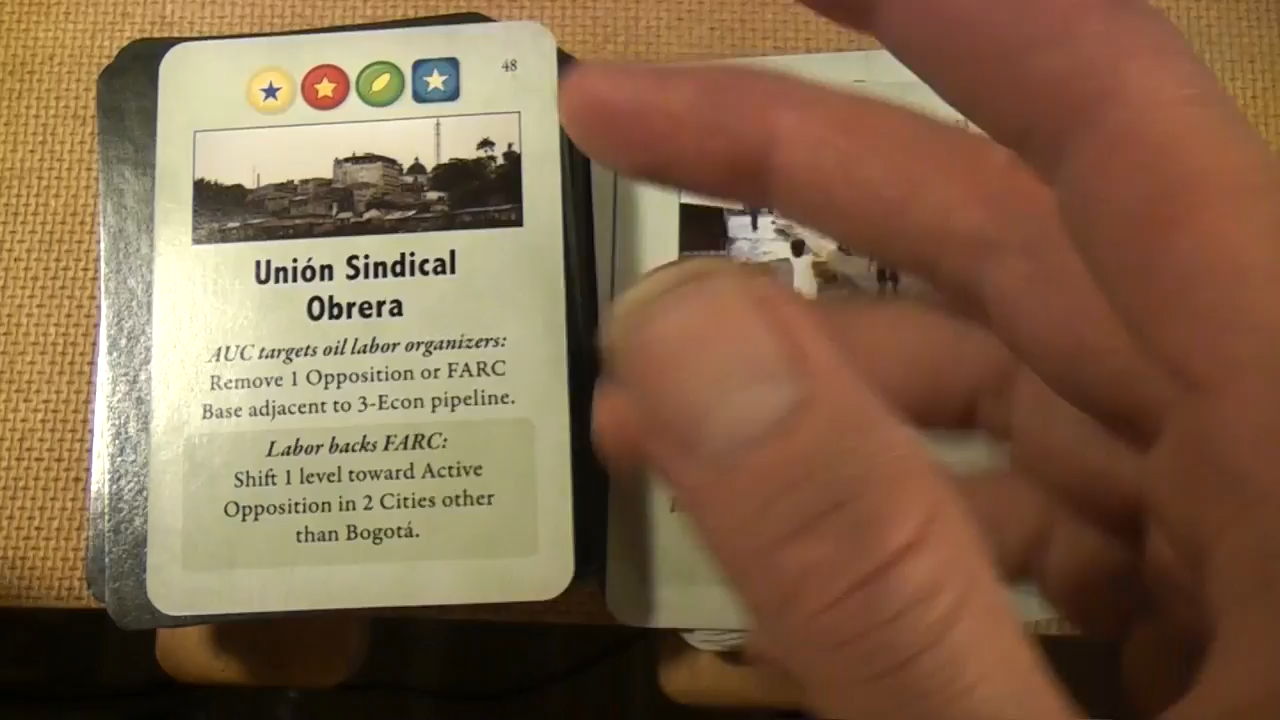 48
Unión Sindical
Obrera
AUC targets oil labor organizers:
Remove 1 Opposition or FARC
Base adjacent to 3-Econ pipeline.
Labor backs FARC:
Shift 1 level toward Active
Opposition in 2 Cities other
than Bogotá.